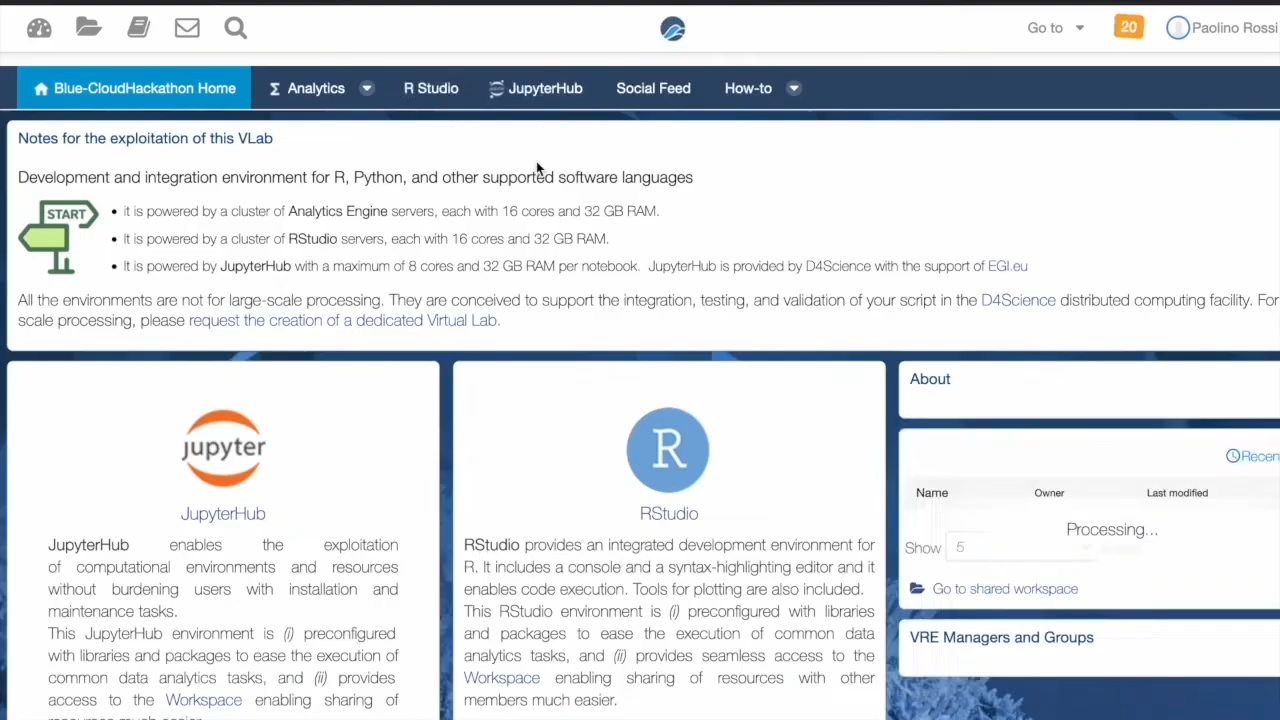 Go to
20
Paolino Rossi
Blue-CloudHackathon Home
Analytics
R Studio
JupyterHub
Social Feed
How-to
Notes for the exploitation of this VLab
Development and integration environment for R, Python, and other supported software languages
START
• it is powered by a cluster of Analytics Engine servers, each with 16 cores and 32 GB RAM.
• It is powered by a cluster of RStudio servers, each with 16 cores and 32 GB RAM.
• It is powered by JupyterHub with a maximum of 8 cores and 32 GB RAM per notebook. JupyterHub is provided by D4Science with the support of EGI.eu
All the environments are not for large-scale processing. They are conceived to support the integration, testing, and validation of your script in the D4Science distributed computing facility. For
scale processing, please request the creation of a dedicated Virtual Lab.
jupyter
JupyterHub
JupyterHub enables the exploitation
of computational environments and resources
without burdening users with installation and
maintenance tasks.
This JupyterHub environment is (i) preconfigured
with libraries and packages to ease the execution of
common data analytics tasks, and (ii) provides
access to the Workspace enabling sharing of
resources much easier.
R
RStudio
RStudio provides an integrated development environment for
R. It includes a console and a syntax-highlighting editor and it
enables code execution. Tools for plotting are also included.
This RStudio environment is (i) preconfigured with libraries
and packages to ease the execution of common data
analytics tasks, and (ii) provides seamless access to the
Workspace enabling sharing of resources with other
members much easier.
About
Recen
Name Owner Last modified
Processing...
Show 5
Go to shared workspace
VRE Managers and Groups